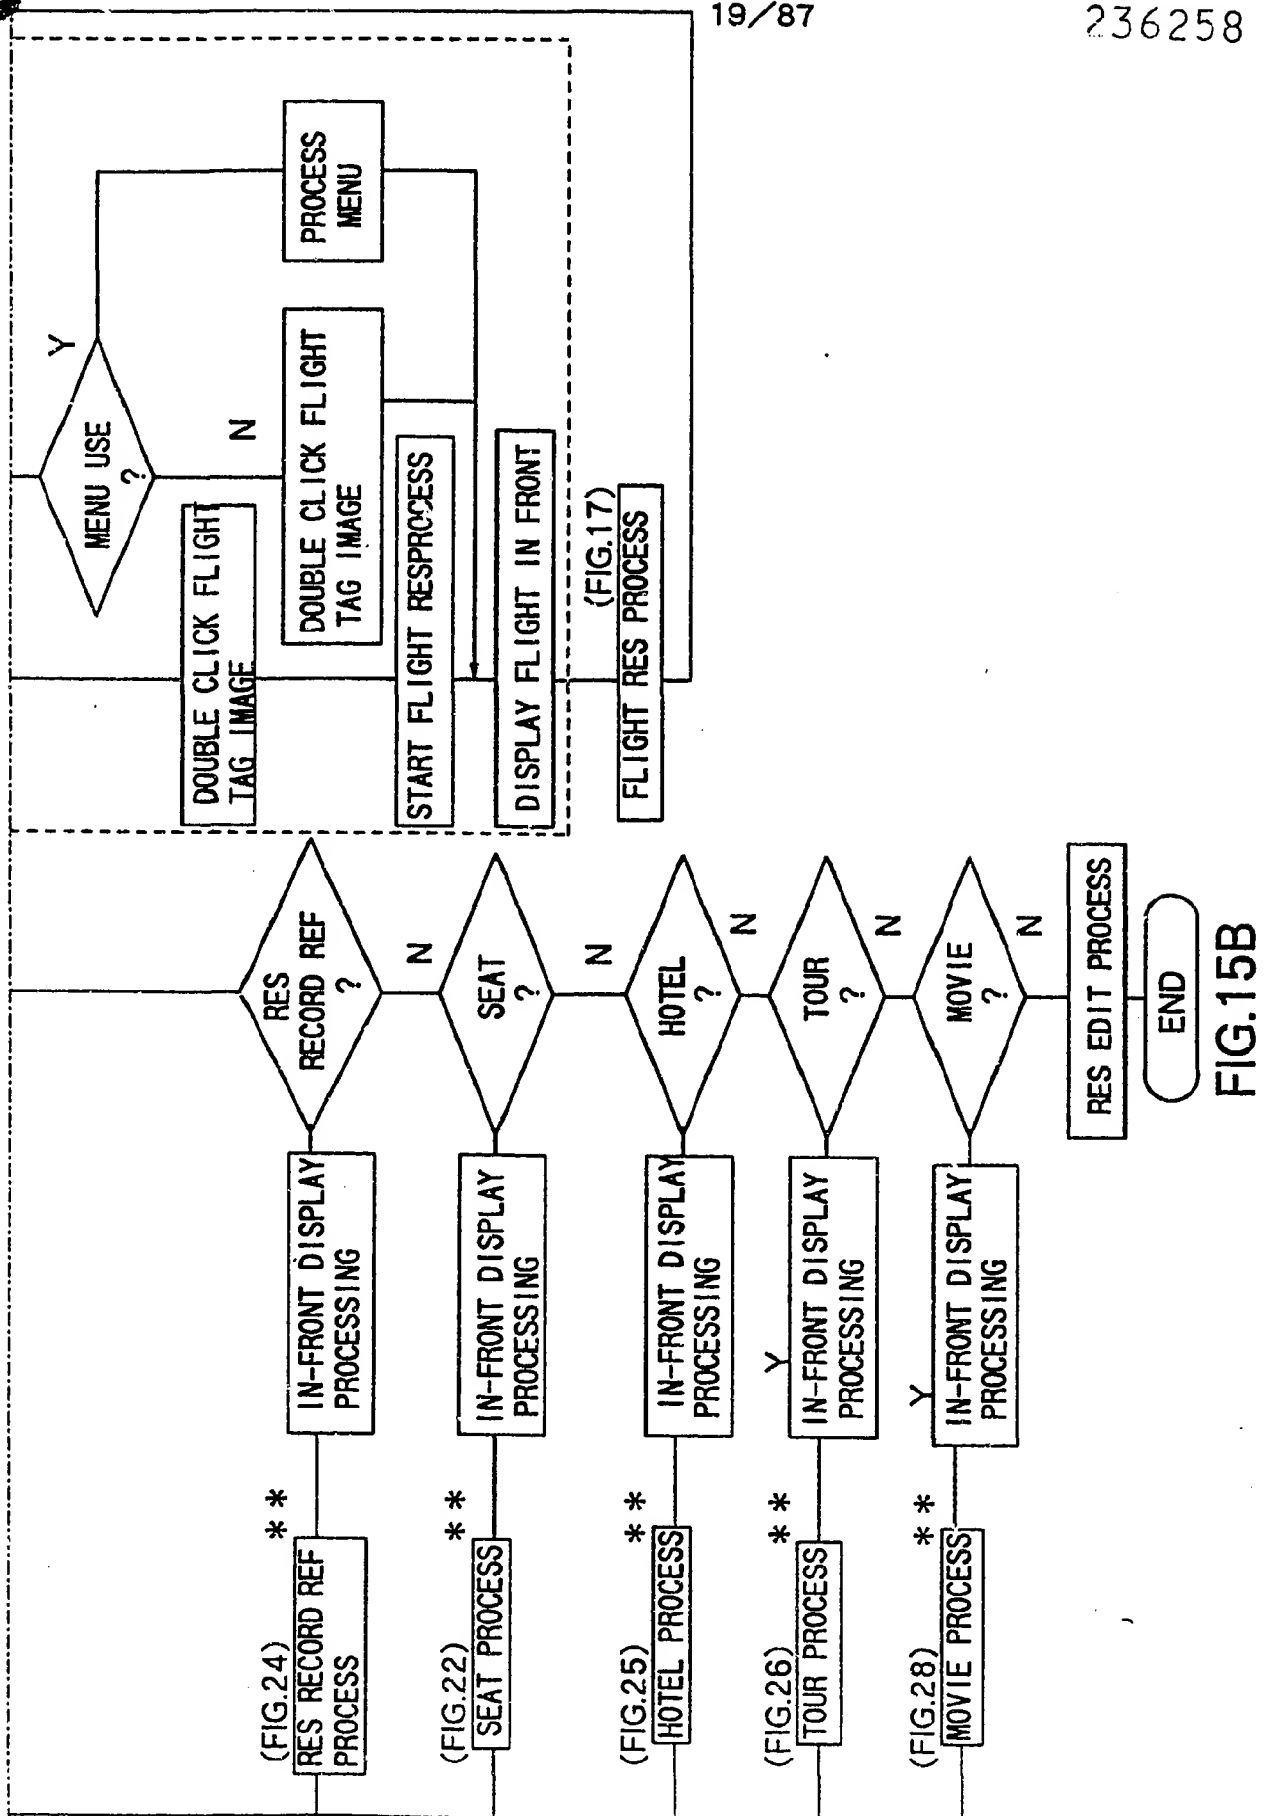 19/87
236258
MENU USE
?
Y
N
PROCESS
MENU
DOUBLE CLICK FLIGHT
TAG IMAGE
DOUBLE CLICK FLIGHT
TAG IMAGE
START FLIGHT RESPROCESS
DISPLAY FLIGHT IN FRONT
(FIG.17)
FLIGHT RES PROCESS
(FIG.24)
RES RECORD REF
PROCESS
**
IN-FRONT DISPLAY
PROCESSING
RES
RECORD REF
?
N
(FIG.22)
SEAT PROCESS
**
IN-FRONT DISPLAY
PROCESSING
SEAT
?
N
(FIG.25)
HOTEL PROCESS
**
IN-FRONT DISPLAY
PROCESSING
HOTEL
?
N
(FIG.26)
TOUR PROCESS
**
Y
IN-FRONT DISPLAY
PROCESSING
TOUR
?
N
(FIG.28)
MOVIE PROCESS
**
Y
IN-FRONT DISPLAY
PROCESSING
MOVIE
?
N
RES EDIT PROCESS
END
FIG.15B